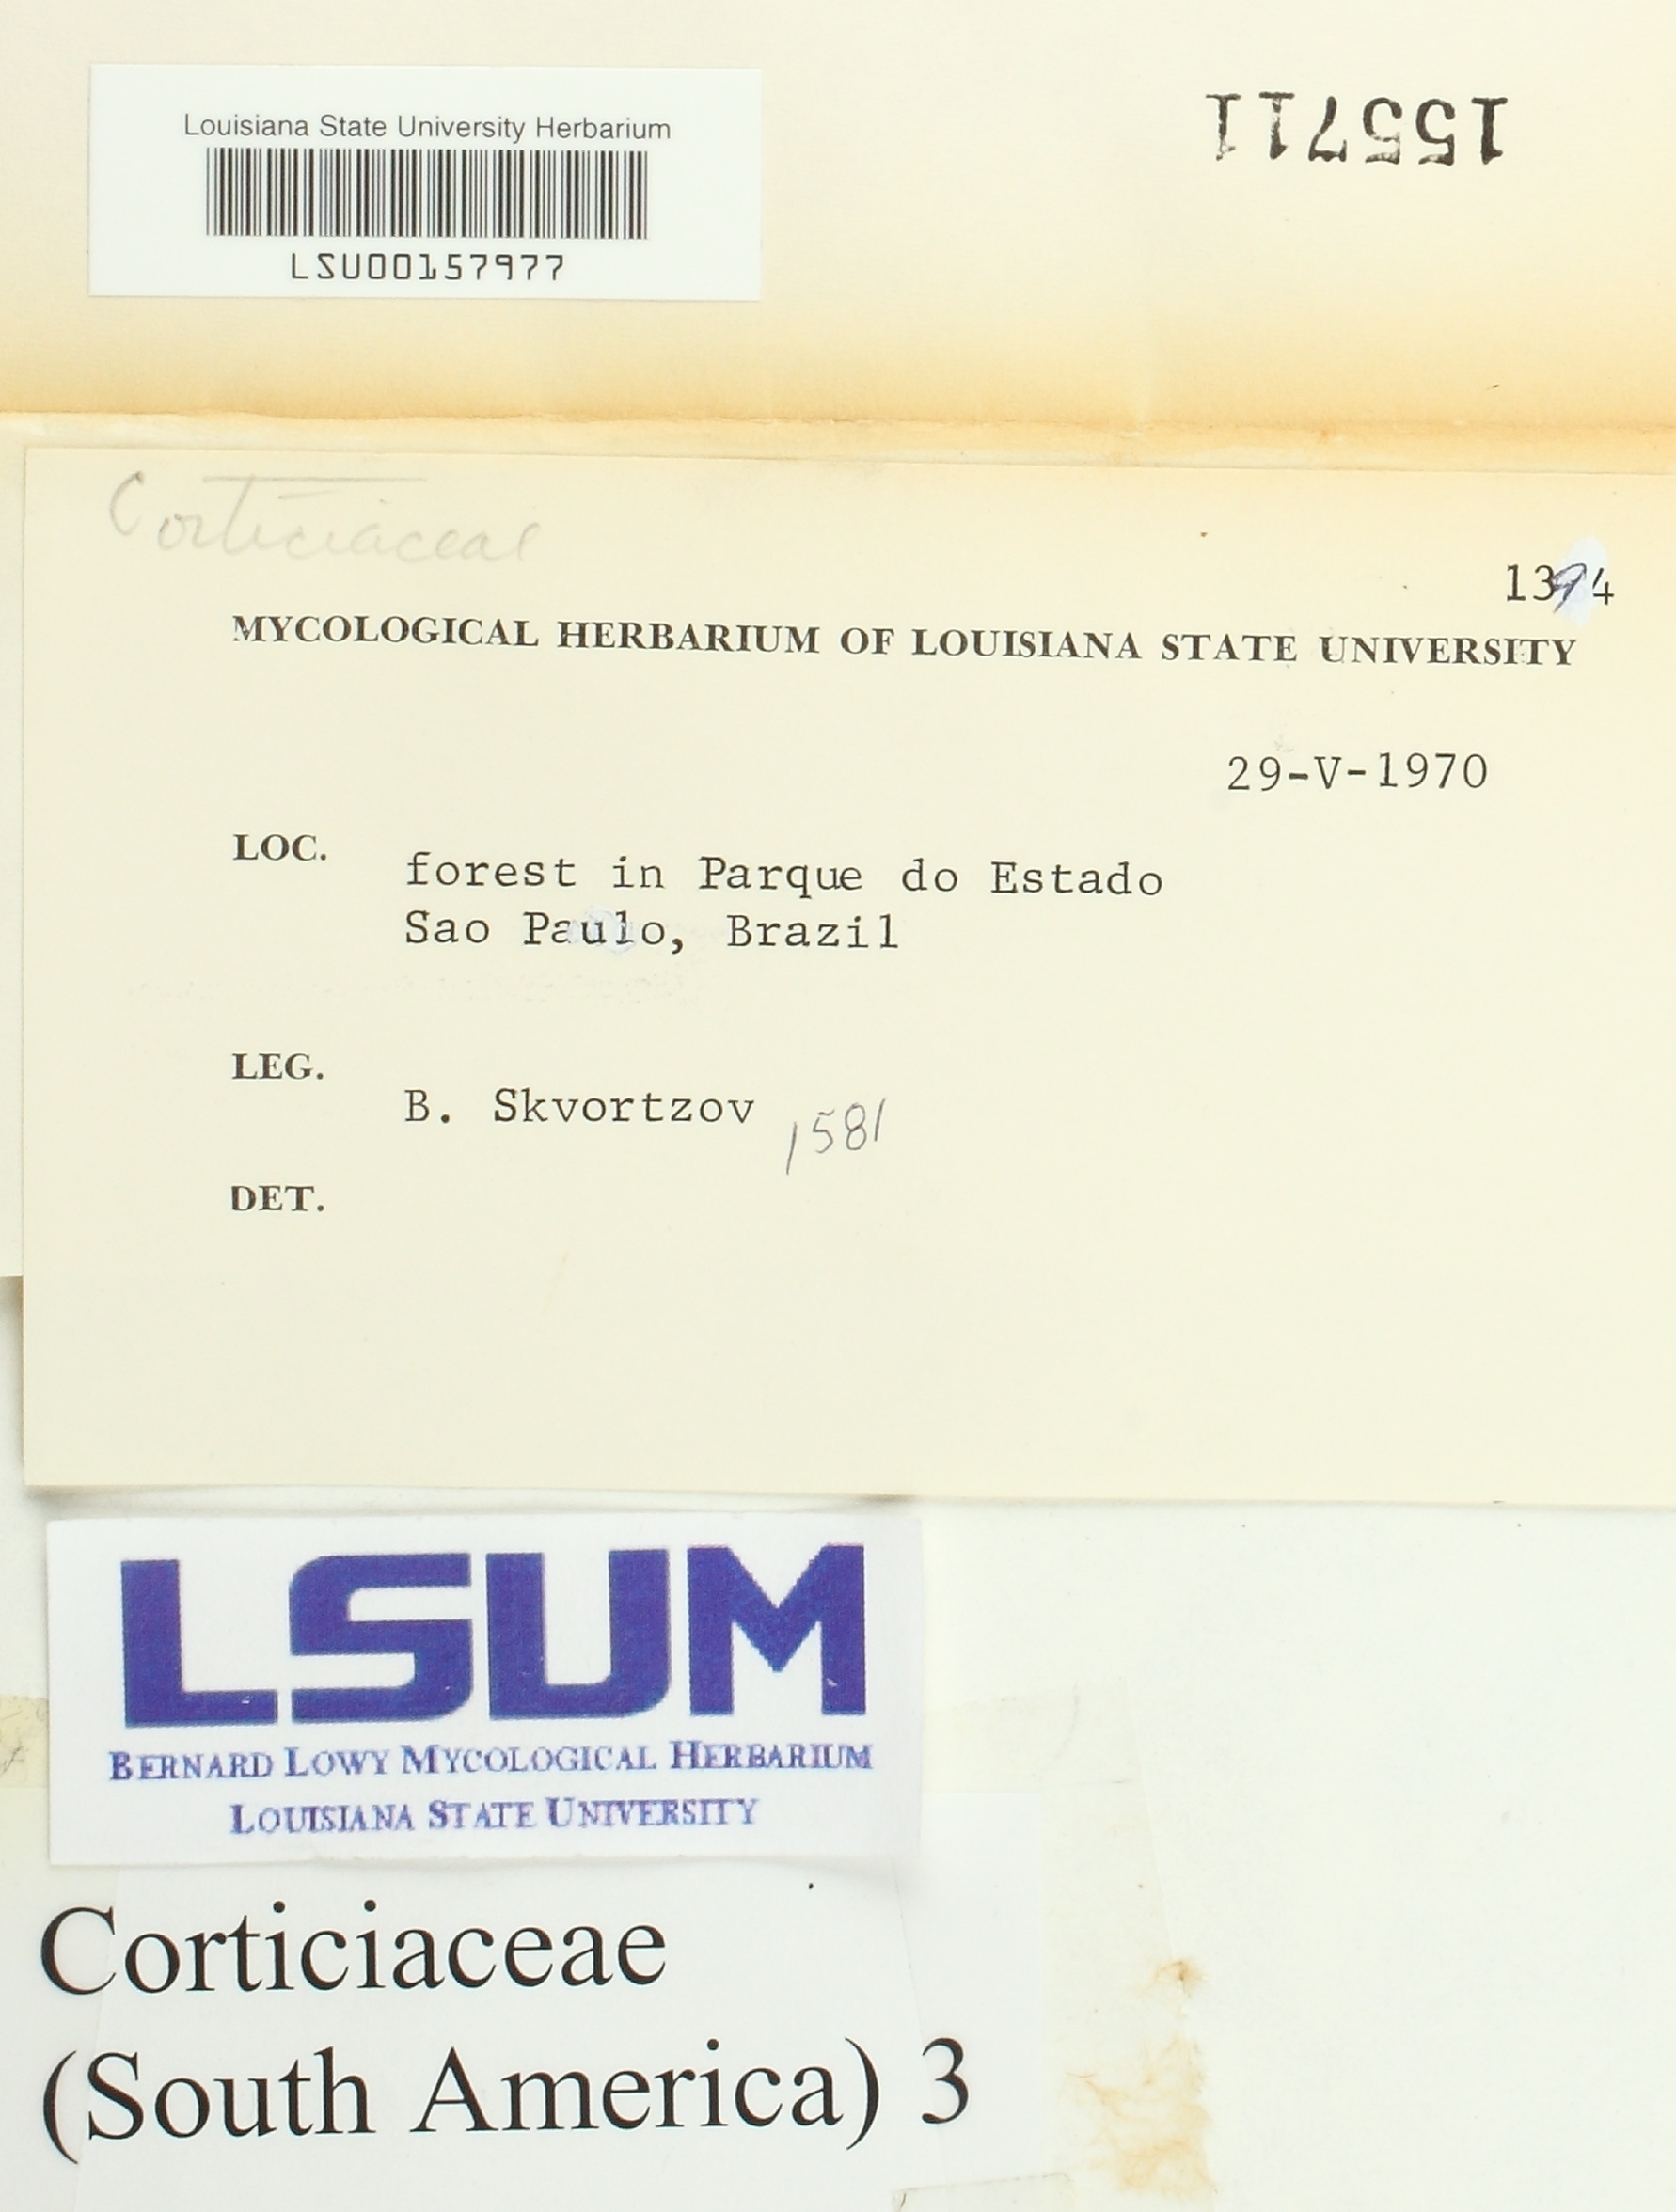 Louisiana State University Herbarium
LSU00157977
155711
Corticiaceae
1394
MYCOLOGICAL HERBARIUM OF LOUISIANA STATE UNIVERSITY
29-V-1970
LOC.
forest in Parque do Estado
Sao Paulo, Brazil
LEG.
B. Skvortzov 1581
DET.
LSUM
BERNARD LOWY MYCOLOGICAL HERBARIUM
LOUISIANA STATE UNIVERSITY
Corticiaceae
(South America) 3